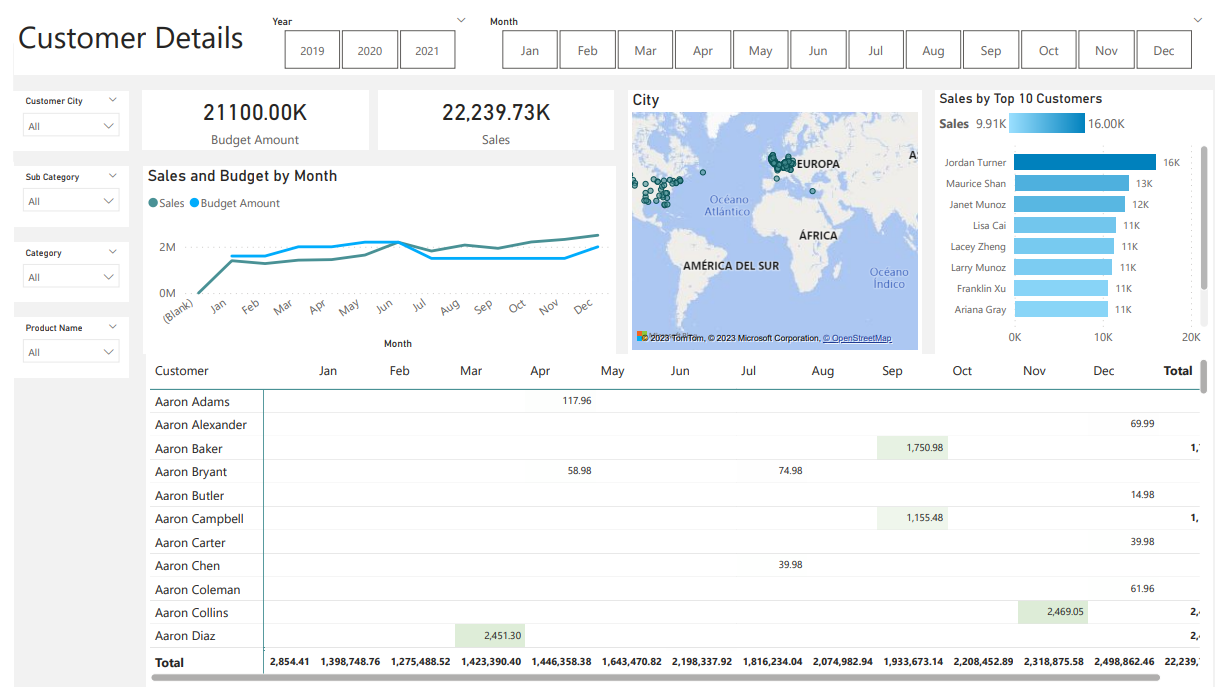 Customer Details
Year
2019 2020 2021
Month
Jan Feb Mar Apr May Jun Jul Aug Sep Oct Nov Dec
Customer City
All
Sub Category
All
Category
All
Product Name
All
21100.00K
Budget Amount
22,239.73K
Sales
Sales and Budget by Month
Sales Budget Amount
2M
0M
(Blank) Jan Feb Mar Apr May Jun Jul Aug Sep Oct Nov Dec
Month
City
EUROPA
AS
Océano
Atlántico
ÁFRICA
AMÉRICA DEL SUR
Océano
Índico
© 2023 TomTom, © 2023 Microsoft Corporation, © OpenStreetMap
Sales by Top 10 Customers
Sales 9.91K 16.00K
Jordan Turner 16K
Maurice Shan 13K
Janet Munoz 12K
Lisa Cai 11K
Lacey Zheng 11K
Larry Munoz 11K
Franklin Xu 11K
Ariana Gray 11K
0K 10K 20K
Customer Jan Feb Mar Apr May Jun Jul Aug Sep Oct Nov Dec Total
Aaron Adams 117.96
Aaron Alexander 69.99
Aaron Baker 1,750.98 1,7
Aaron Bryant 58.98 74.98
Aaron Butler 14.98
Aaron Campbell 1,155.48 1,
Aaron Carter 39.98
Aaron Chen 39.98
Aaron Coleman 61.96
Aaron Collins 2,469.05 2,4
Aaron Diaz 2,451.30 2,4
Total 2,854.41 1,398,748.76 1,275,488.52 1,423,390.40 1,446,358.38 1,643,470.82 2,198,337.92 1,816,234.04 2,074,982.94 1,933,673.14 2,208,452.89 2,318,875.58 2,498,862.46 22,239,7